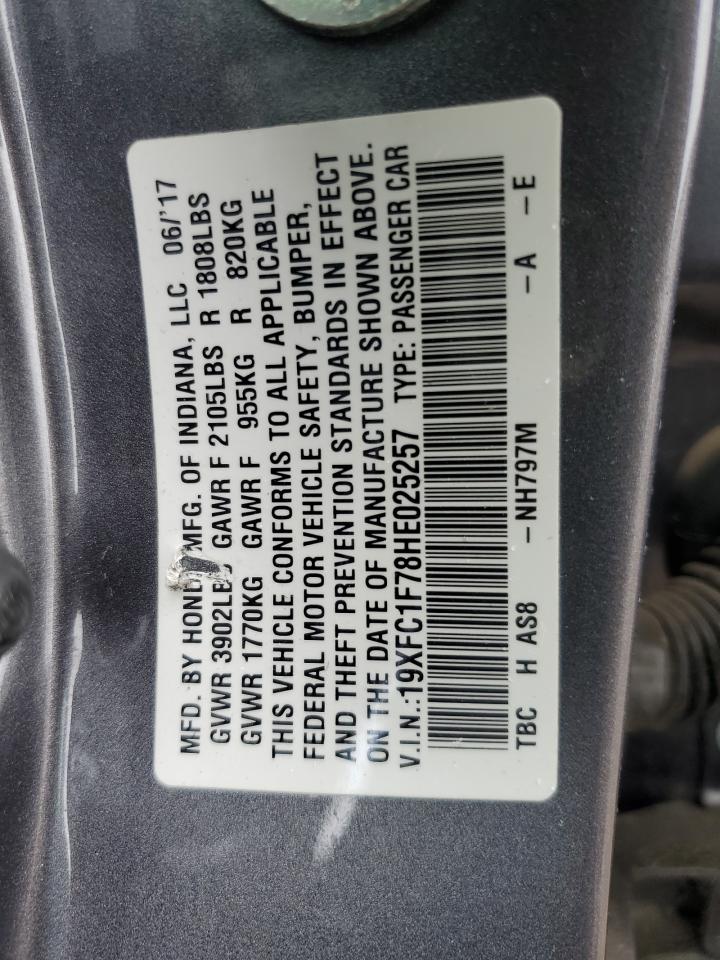 MFD. BY MFG. OF INDIANA, LLC 06/'17
GVWR 3902LBS GAWR F 2105LBS R 1808LBS
GVWR 1770KG GAWR F 955KG R 820KG
THIS VEHICLE CONFORMS TO ALL APPLICABLE
FEDERAL MOTOR VEHICLE SAFETY, BUMPER,
AND THEFT PREVENTION STANDARDS IN EFFECT
ON THE DATE OF MANUFACTURE SHOWN ABOVE.
V.I.N.:19XFC1F78HE025257 TYPE: PASSENGER CAR
TBC H AS8 -NH797M -A -E